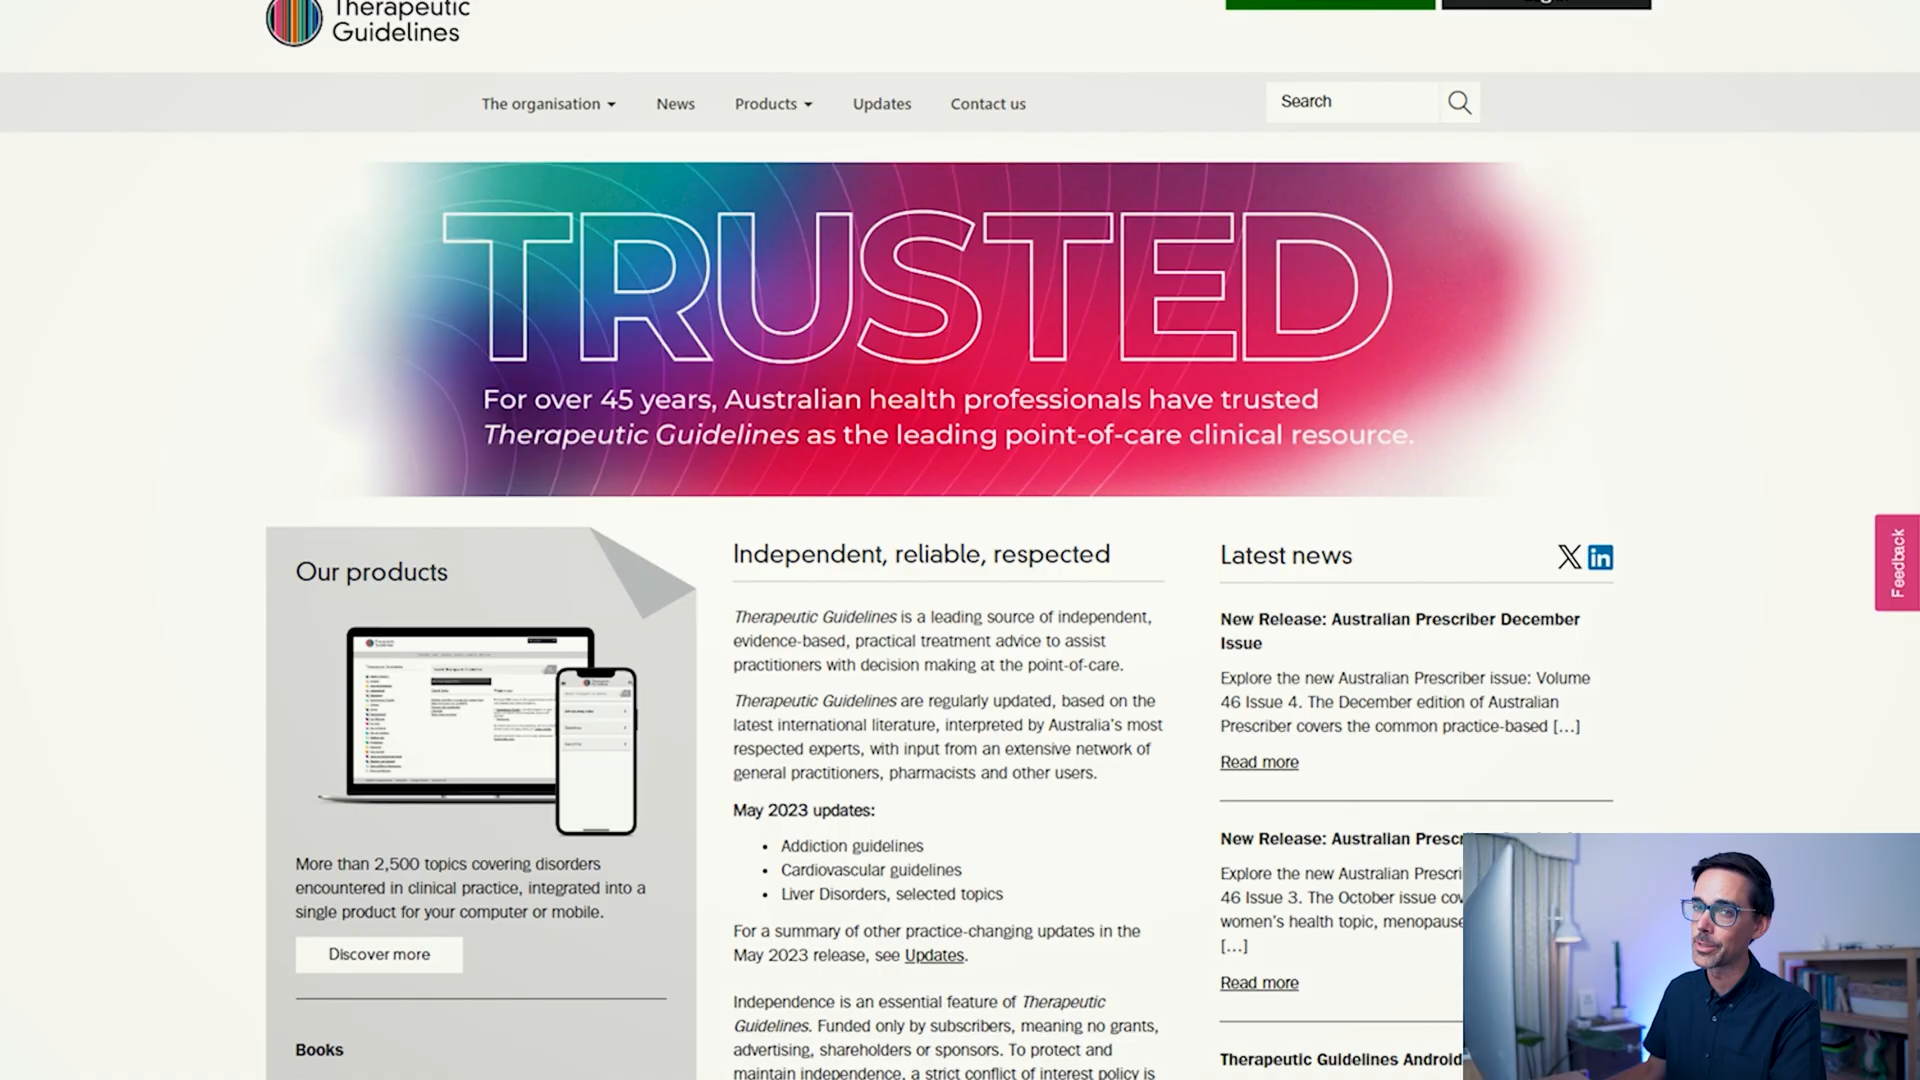 Therapeutic
Guidelines
The organisation
News
Products
Updates
Contact us
Search
TRUSTED
For over 45 years, Australian health professionals have trusted
Therapeutic Guidelines as the leading point-of-care clinical resource.
Our products
More than 2,500 topics covering disorders
encountered in clinical practice, integrated into a
single product for your computer or mobile.
Discover more
Books
Independent, reliable, respected
Therapeutic Guidelines is a leading source of independent,
evidence-based, practical treatment advice to assist
practitioners with decision making at the point-of-care.
Therapeutic Guidelines are regularly updated, based on the
latest international literature, interpreted by Australia's most
respected experts, with input from an extensive network of
general practitioners, pharmacists and other users.
May 2023 updates:
• Addiction guidelines
• Cardiovascular guidelines
• Liver Disorders, selected topics
For a summary of other practice-changing updates in the
May 2023 release, see Updates.
Independence is an essential feature of Therapeutic
Guidelines. Funded only by subscribers, meaning no grants,
advertising, shareholders or sponsors. To protect and
maintain independence, a strict conflict of interest policy is
Latest news
X in
New Release: Australian Prescriber December
Issue
Explore the new Australian Prescriber issue: Volume
46 Issue 4. The December edition of Australian
Prescriber covers the common practice-based [...]
Read more
New Release: Australian Prescr
Explore the new Australian Prescri
46 Issue 3. The October issue cov
women's health topic, menopause
[...]
Read more
Therapeutic Guidelines Android
Feedback